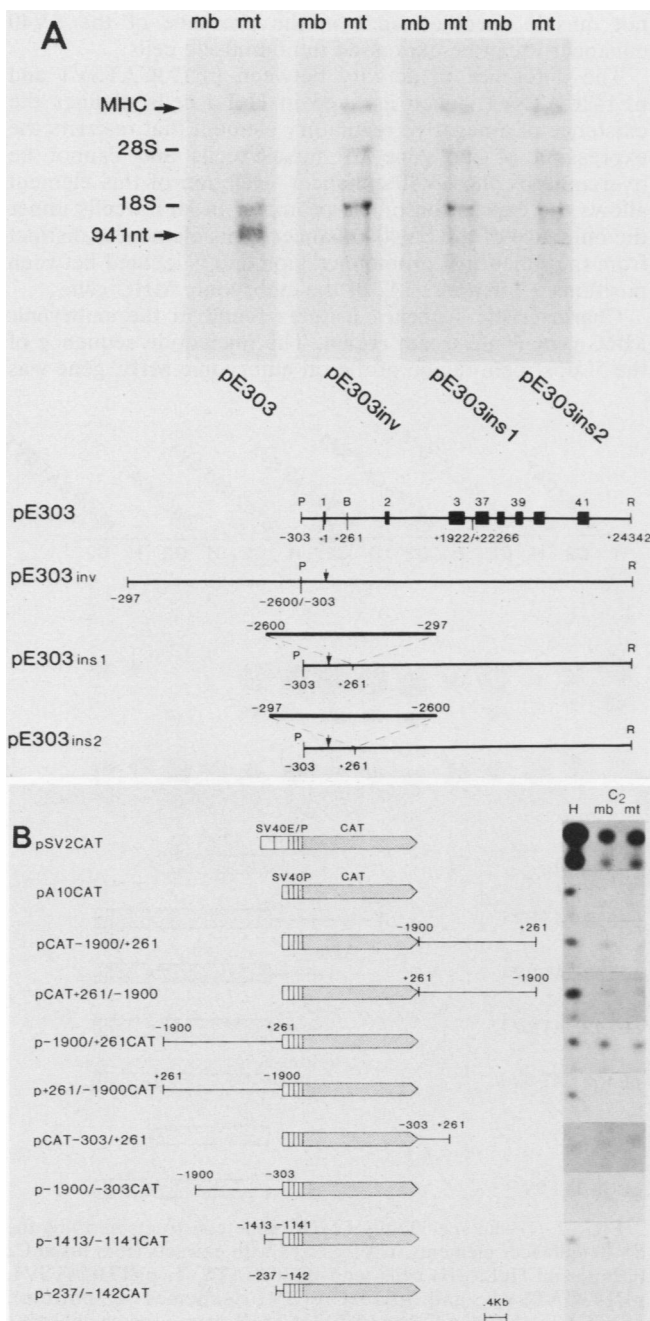 A
mb mt mb mt mb mt mb mt
MHC
28S
18S
941nt
pE303 pE303inv pE303ins1 pE303ins2
P 1 B 2 3 37 39 41 R
pE303
-303 +1 +261 +1922/+22266 +24342
P R
pE303inv
-297 -2600/-303
-2600 -297
R
pE303ins1 P
-303 +261
-297 -2600
R
pE303ins2 P
-303 +261
B
C2
H mb mt
SV40E/P CAT
pSV2CAT
SV40P CAT
pA10CAT
-1900 +261
pCAT-1900/+261
+261 -1900
pCAT+261/-1900
-1900 +261
p-1900/+261CAT
+261 -1900
p+261/-1900CAT
-303 +261
pCAT-303/+261
-1900 -303
p-1900/-303CAT
-1413 -1141
p-1413/-1141CAT
-237 -142
p-237/-142CAT
4Kb